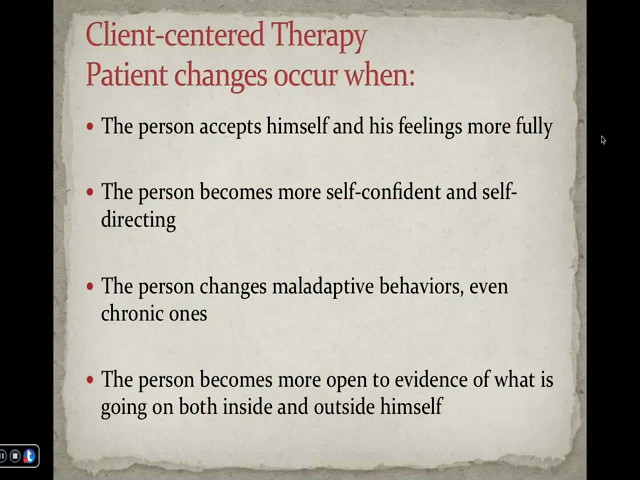 Client-centered Therapy
Patient changes occur when:
• The person accepts himself and his feelings more fully
• The person becomes more self-confident and self-
directing
• The person changes maladaptive behaviors, even
chronic ones
• The person becomes more open to evidence of what is
going on both inside and outside himself